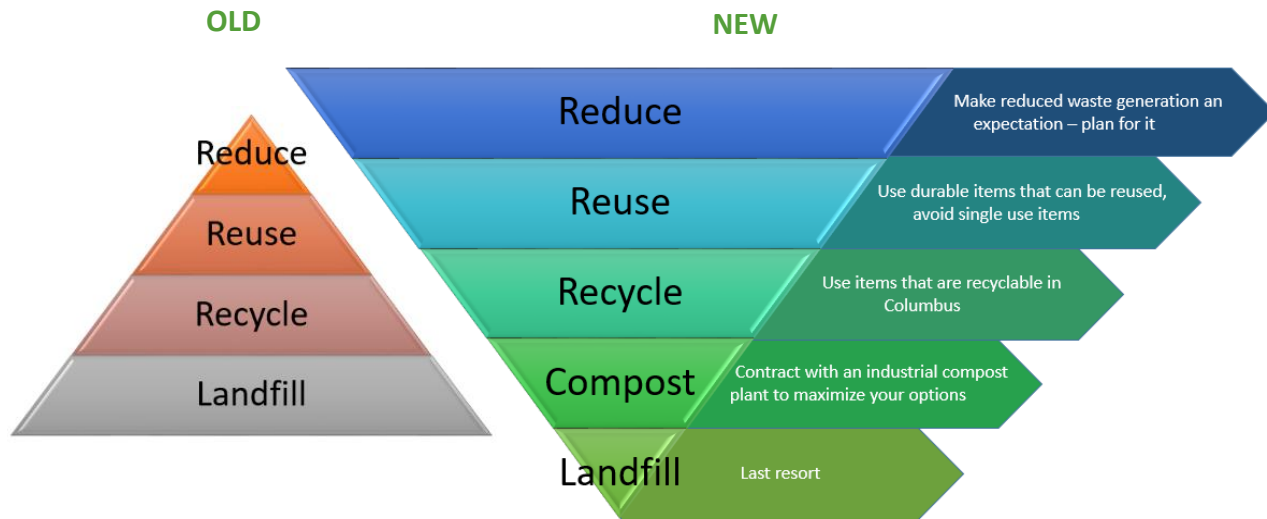 OLD
NEW
Reduce
Reuse
Recycle
Landfill
Reduce
Make reduced waste generation an
expectation – plan for it
Reuse
Use durable items that can be reused,
avoid single use items
Recycle
Use items that are recyclable in
Columbus
Compost
Contract with an industrial compost
plant to maximize your options
Landfill
Last resort